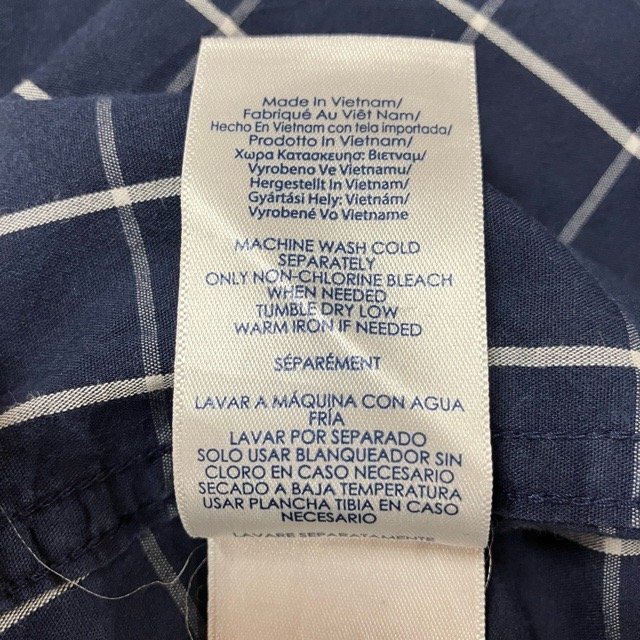 Made In Vietnam/
Fabriqué Au Viêt Nam/
Hecho En Vietnam con tela importada/
Prodotto In Vietnam/
Χωρα Κατασκευησ: Βιετναμ/
Vyrobeno Ve Vietnamu/
Hergestellt In Vietnam/
Gyártási Hely: Vietnám/
Vyrobené Vo Vietname
MACHINE WASH COLD
SEPARATELY
ONLY NON-CHLORINE BLEACH
WHEN NEEDED
TUMBLE DRY LOW
WARM IRON IF NEEDED
SÉPARÉMENT
LAVAR A MÁQUINA CON AGUA
FRÍA
LAVAR POR SEPARADO
SOLO USAR BLANQUEADOR SIN
CLORO EN CASO NECESARIO
SECADO A BAJA TEMPERATURA
USAR PLANCHA TIBIA EN CASO
NECESARIO
LAVARE SEPARATAMENTE